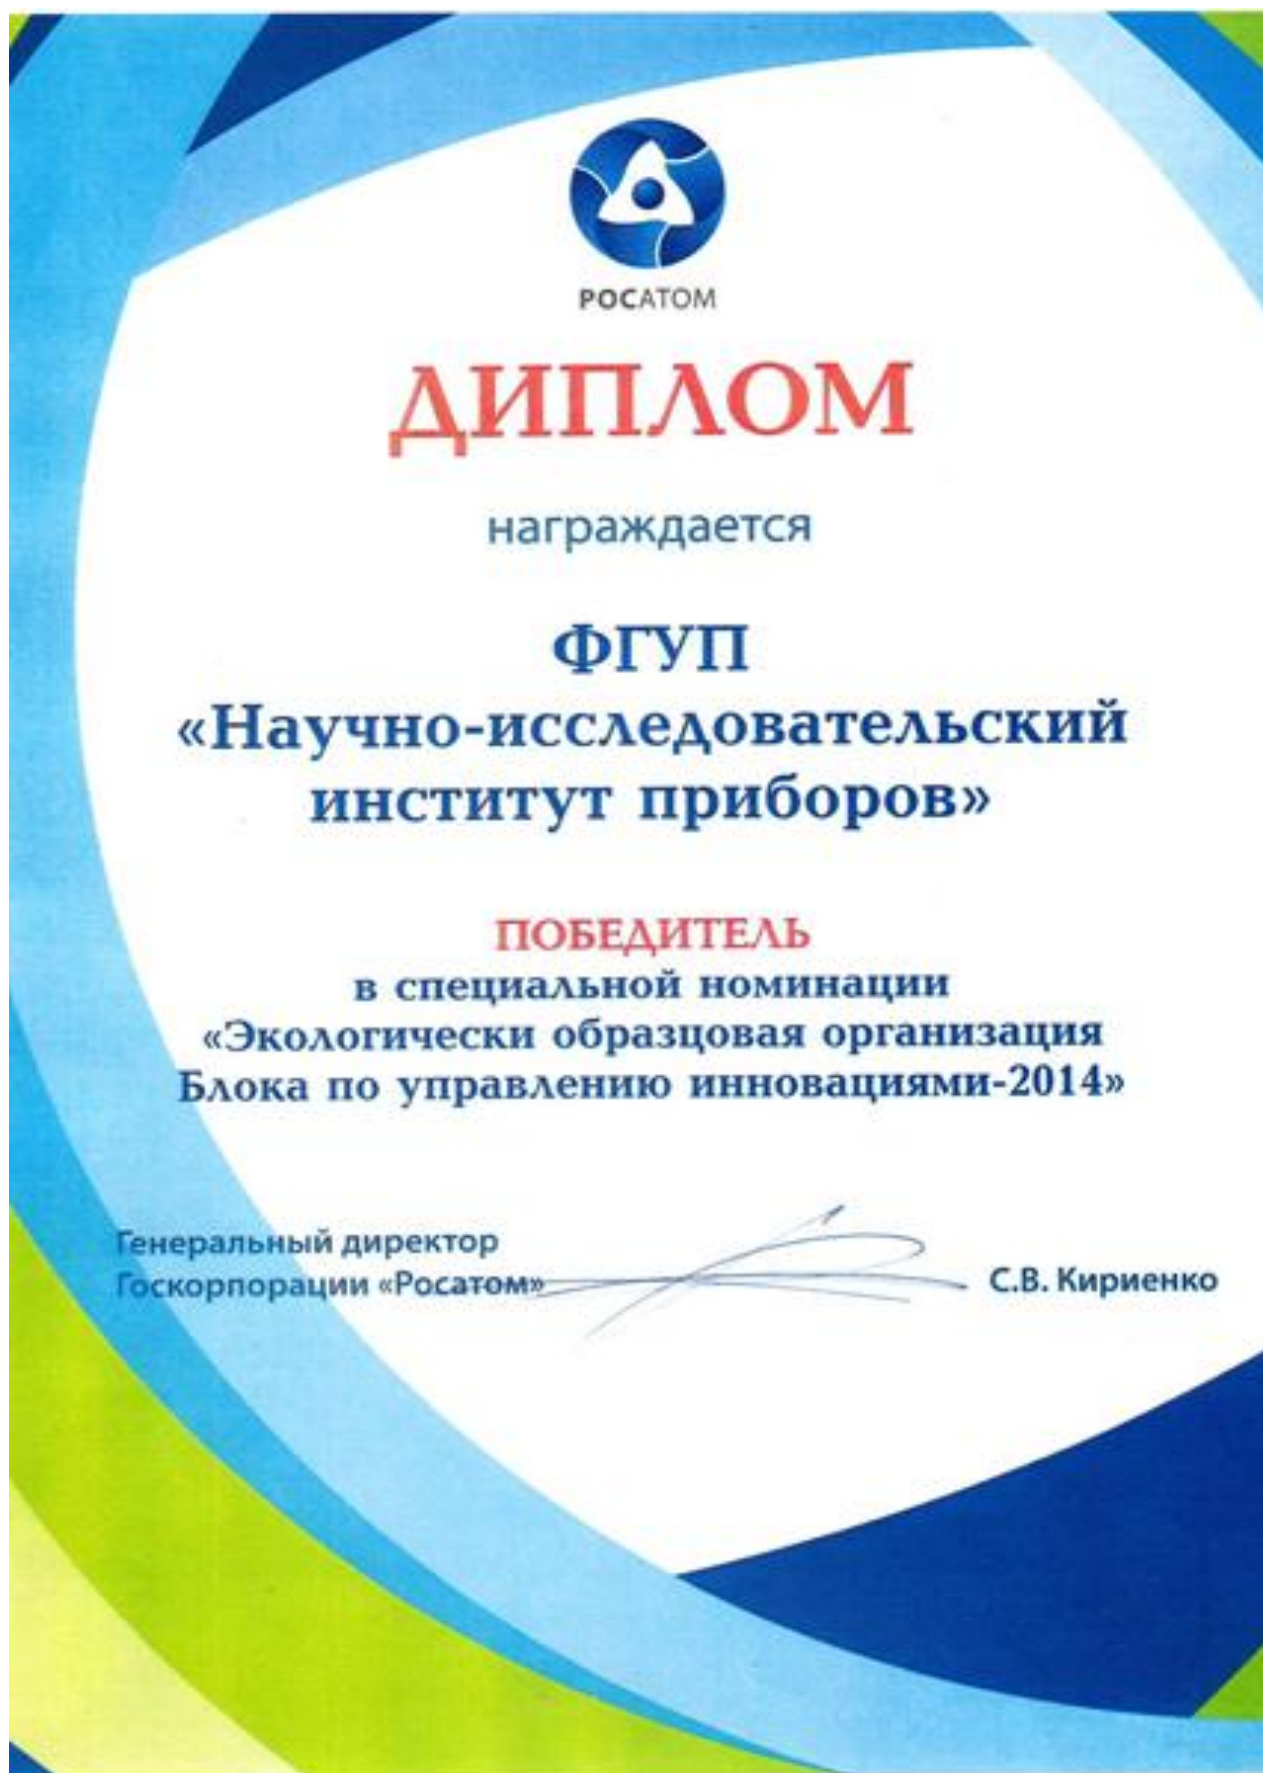 РОСАТОМ
ДИПЛОМ
награждается
ФГУП
«Научно-исследовательский
институт приборов»
ПОБЕДИТЕЛЬ
в специальной номинации
«Экологически образцовая организация
Блока по управлению инновациями-2014»
Генеральный директор
Госкорпорации «Росатом»
С.В. Кириенко